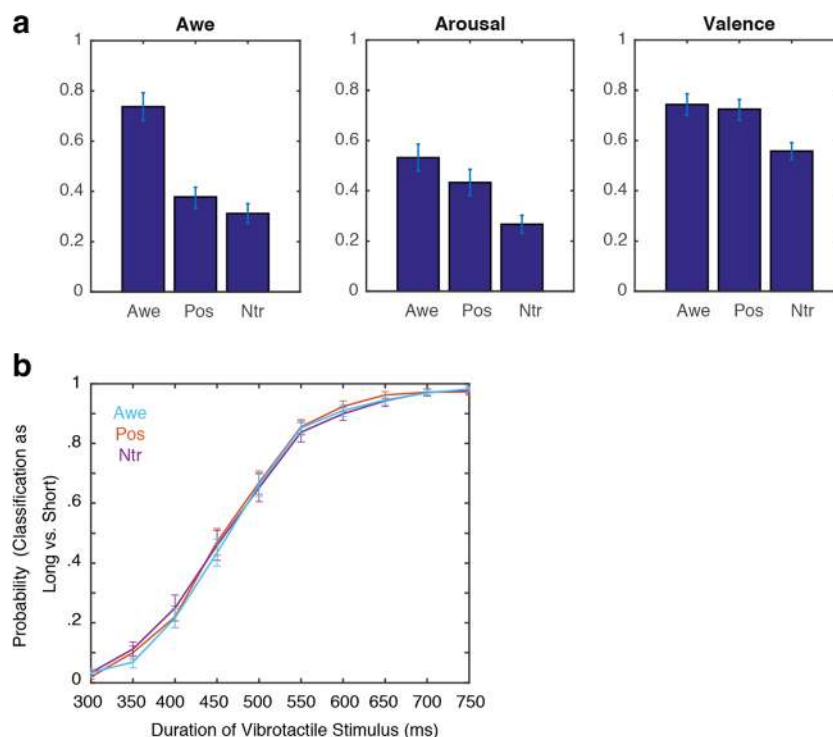 a
Awe
Arousal
Valence
1
0.8
0.6
0.4
0.2
0
Awe Pos Ntr
1
0.8
0.6
0.4
0.2
0
Awe Pos Ntr
1
0.8
0.6
0.4
0.2
0
Awe Pos Ntr
b
Probability (Classification as
Long vs. Short)
1
.8
.6
.4
.2
0
Awe
Pos
Ntr
300 350 400 450 500 550 600 650 700 750
Duration of Vibrotactile Stimulus (ms)